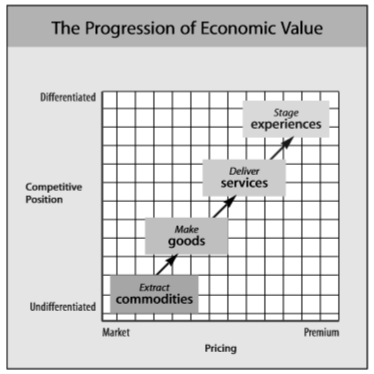 The Progression of Economic Value
Differentiated
Stage
experiences
Deliver
services
Competitive
Position
Make
goods
Extract
commodities
Undifferentiated
Market
Premium
Pricing